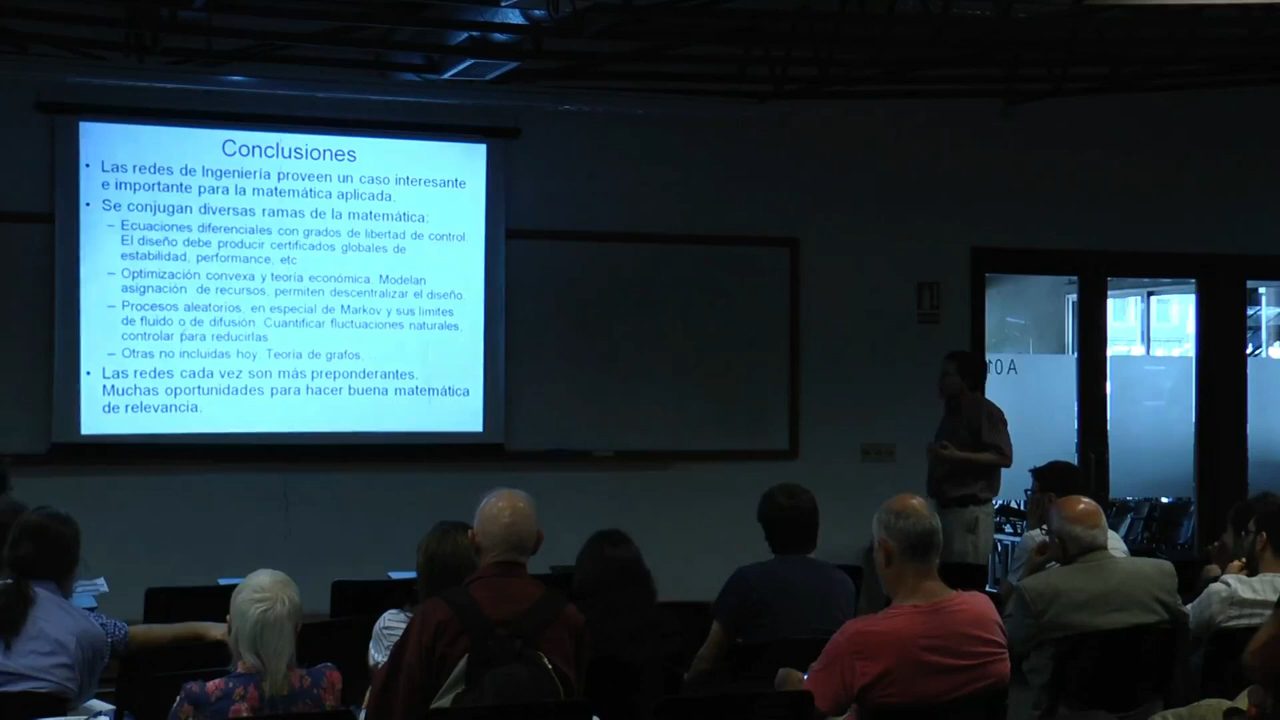 Conclusiones
• Las redes de Ingeniería proveen un caso interesante
e importante para la matemática aplicada.
• Se conjugan diversas ramas de la matemática:
– Ecuaciones diferenciales con grados de libertad de control.
El diseño debe producir certificados globales de
estabilidad, performance, etc
– Optimización convexa y teoría económica. Modelan
asignación de recursos, permiten descentralizar el diseño.
– Procesos aleatorios, en especial de Markov y sus límites
de fluido o de difusión. Cuantificar fluctuaciones naturales,
controlar para reducirlas
– Otras no incluidas hoy. Teoría de grafos, ...
• Las redes cada vez son más preponderantes.
Muchas oportunidades para hacer buena matemática
de relevancia.
A01